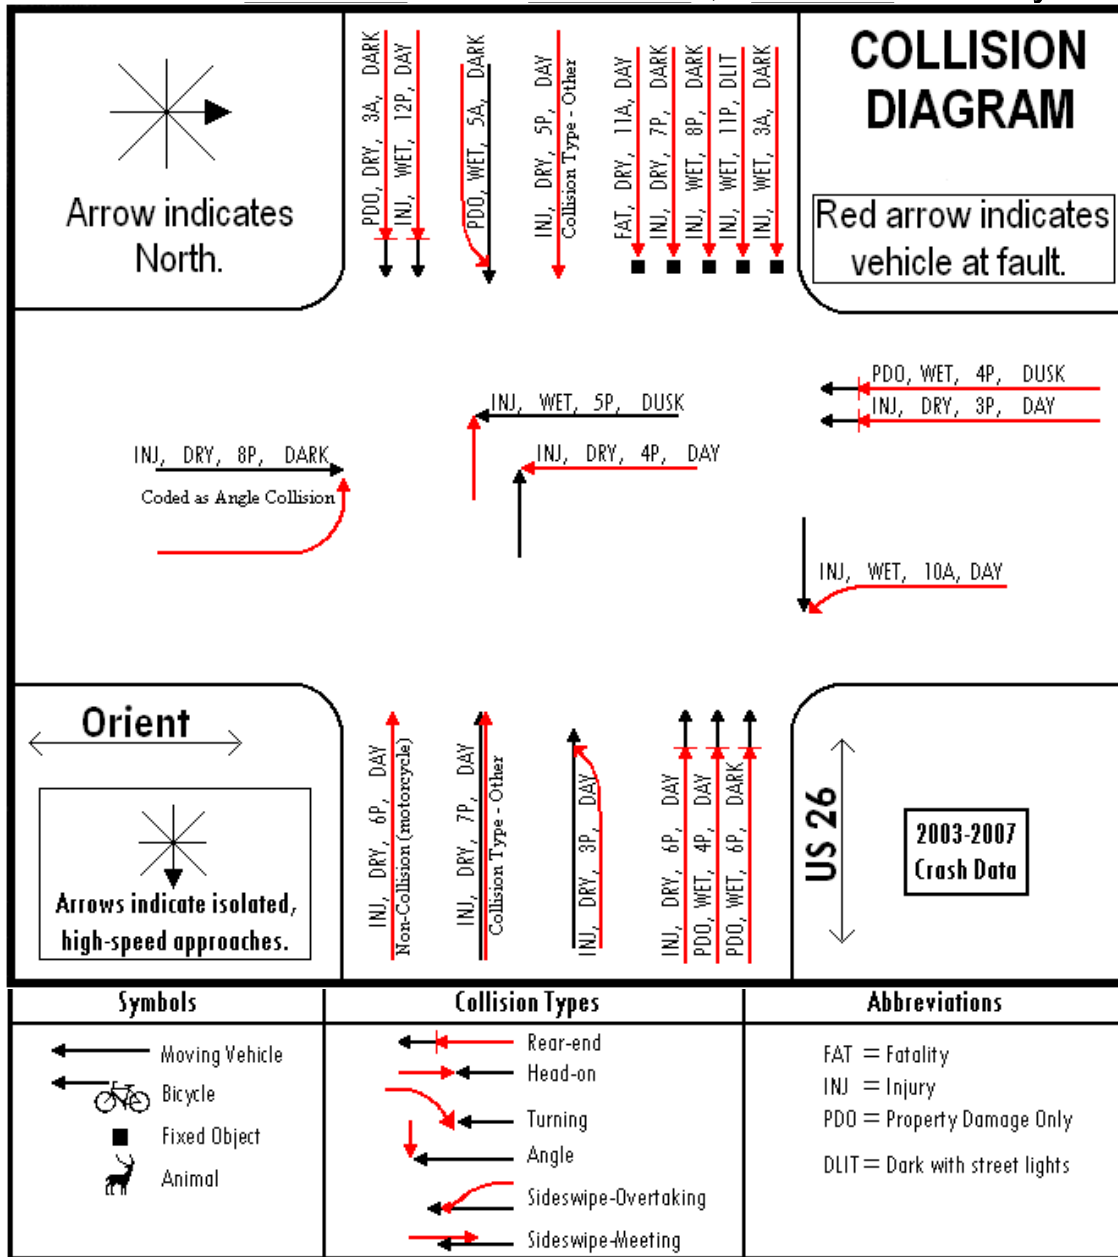 COLLISION
DIAGRAM
Arrow indicates
North.
Red arrow indicates
vehicle at fault.
PDO, DRY, 3A, DARK
INJ, WET, 12P, DAY
PDO, WET, 5A, DARK
INJ, DRY, 5P, DAY
Collision Type - Other
FAT, DRY, 11A, DAY
INJ, DRY, 7P, DARK
INJ, WET, 8P, DARK
INJ, WET, 11P, DLIT
INJ, WET, 3A, DARK
PDO, WET, 4P, DUSK
INJ, DRY, 3P, DAY
INJ, WET, 5P, DUSK
INJ, DRY, 4P, DAY
INJ, DRY, 8P, DARK
Coded as Angle Collision
INJ, WET, 10A, DAY
Orient
Arrows indicate isolated,
high-speed approaches.
INJ, DRY, 6P, DAY
Non-Collision (motorcycle)
INJ, DRY, 7P, DAY
Collision Type - Other
INJ, DRY, 3P, DAY
INJ, DRY, 6P, DAY
PDO, WET, 4P, DAY
PDO, WET, 6P, DARK
US 26
2003-2007
Crash Data
Symbols
Moving Vehicle
Bicycle
Fixed Object
Animal
Collision Types
Rear-end
Head-on
Turning
Angle
Sideswipe-Overtaking
Sideswipe-Meeting
Abbreviations
FAT = Fatality
INJ = Injury
PDO = Property Damage Only
DLIT = Dark with street lights